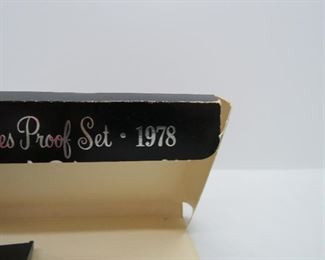 es Proof Set · 1978